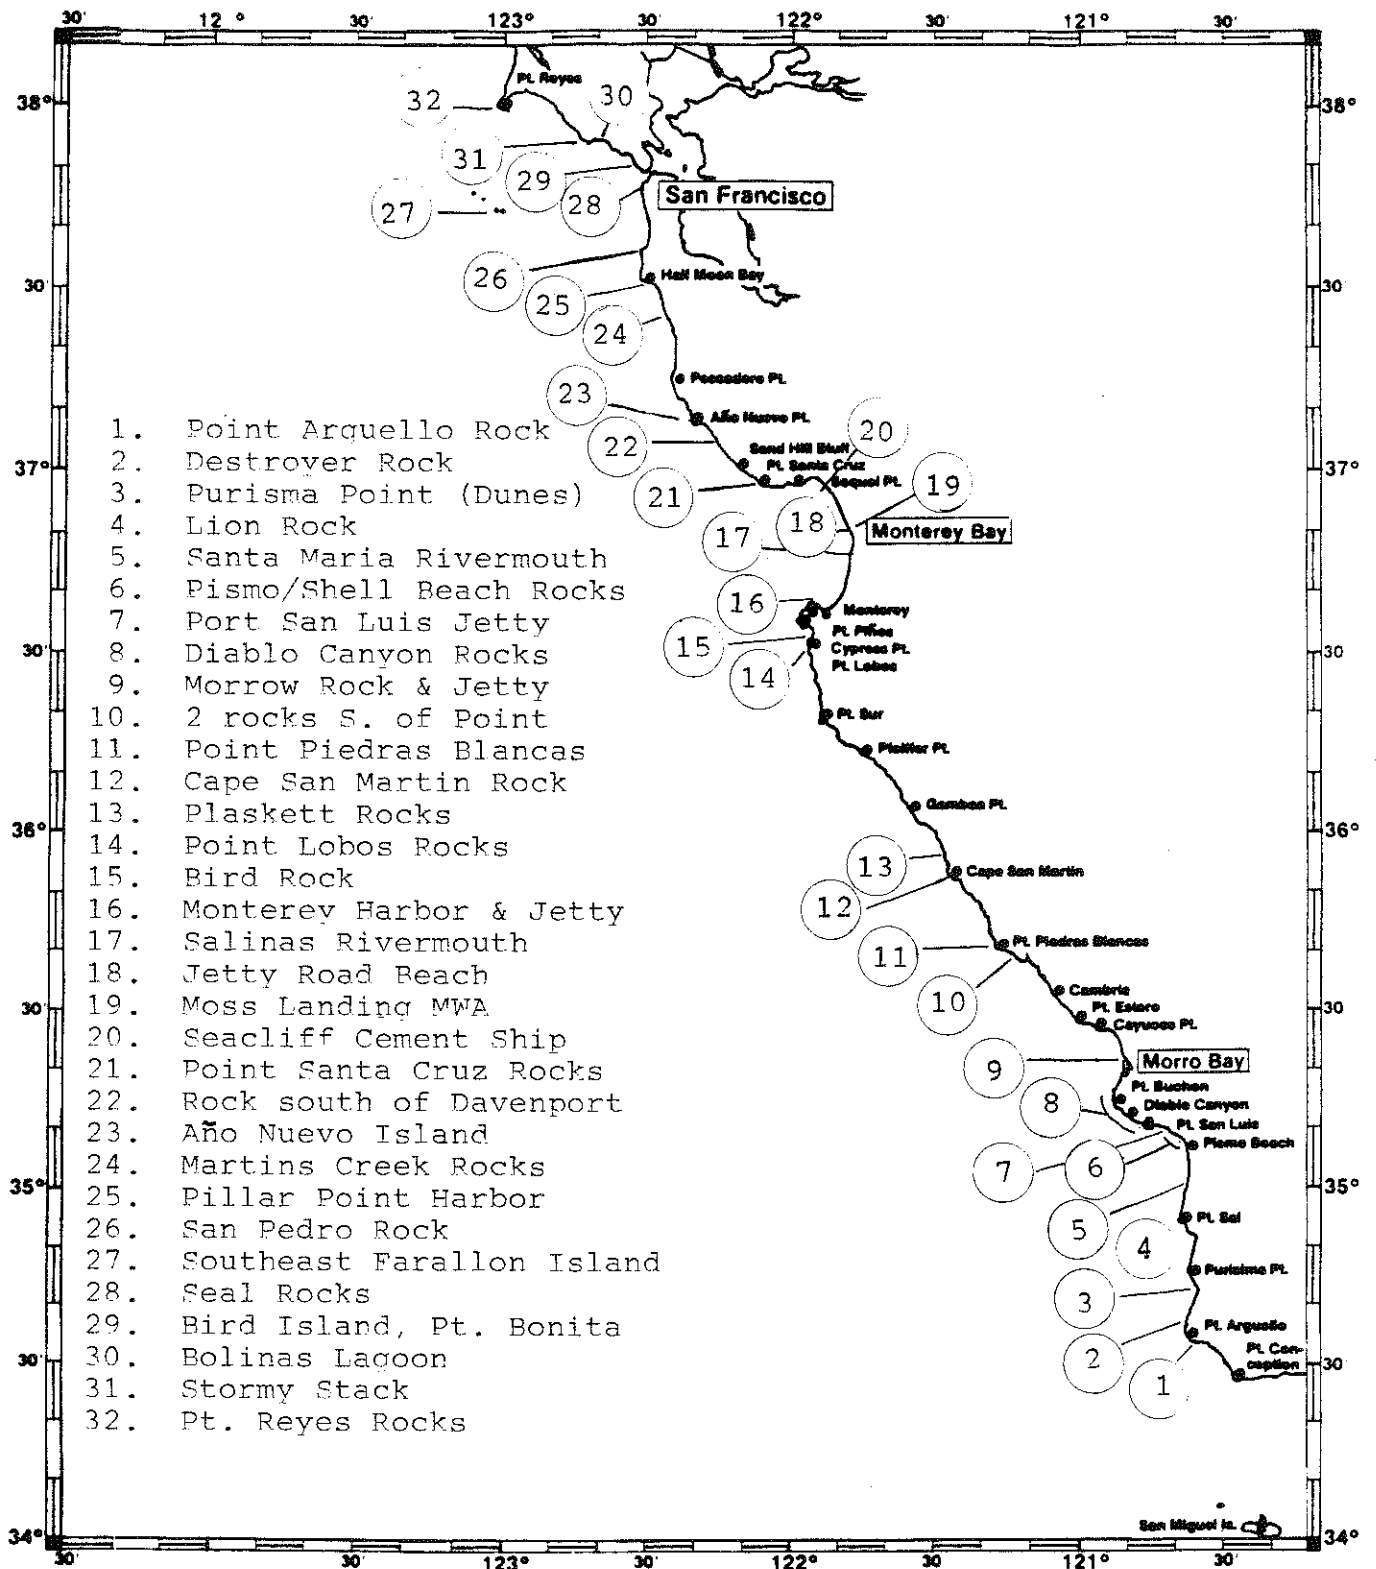 30'
12 °
30'
123°
30'
122°
30'
121°
30'
Pt. Reyes
32
30
38°
38°
31
29
28
San Francisco
27
26
Half Moon Bay
30'
30'
25
24
Pescadero Pt.
23
Año Nuevo Pt.
20
22
Sand Hill Bluff
37°
Pt. Santa Cruz
37°
21
Soquel Pt.
19
18
17
Monterey Bay
16
Monterey
Pt. Piños
15
30'
Cypress Pt.
30
Pt. Lobos
14
Pt. Sur
Pfeiffer Pt.
Gamboa Pt.
36°
36°
13
Cape San Martin
12
Pt. Piedras Blancas
11
10
Cambria
30'
Pt. Estero
30
Cayucos Pt.
9
Morro Bay
Pt. Buchon
8
Diablo Canyon
Pt. San Luis
Pismo Beach
7
6
35°
35°
5
Pt. Sal
4
Purisima Pt.
3
Pt. Arguello
2
Pt. Con-
ception
30'
30'
1
1. Point Arguello Rock
2. Destroyer Rock
3. Purisma Point (Dunes)
4. Lion Rock
5. Santa Maria Rivermouth
6. Pismo/Shell Beach Rocks
7. Port San Luis Jetty
8. Diablo Canyon Rocks
9. Morrow Rock & Jetty
10. 2 rocks S. of Point
11. Point Piedras Blancas
12. Cape San Martin Rock
13. Plaskett Rocks
14. Point Lobos Rocks
15. Bird Rock
16. Monterey Harbor & Jetty
17. Salinas Rivermouth
18. Jetty Road Beach
19. Moss Landing MWA
20. Seacliff Cement Ship
21. Point Santa Cruz Rocks
22. Rock south of Davenport
23. Año Nuevo Island
24. Martins Creek Rocks
25. Pillar Point Harbor
26. San Pedro Rock
27. Southeast Farallon Island
28. Seal Rocks
29. Bird Island, Pt. Bonita
30. Bolinas Lagoon
31. Stormy Stack
32. Pt. Reyes Rocks
San Miguel Is.
34°
34°
30'
123°
30'
122°
30'
121°
30'